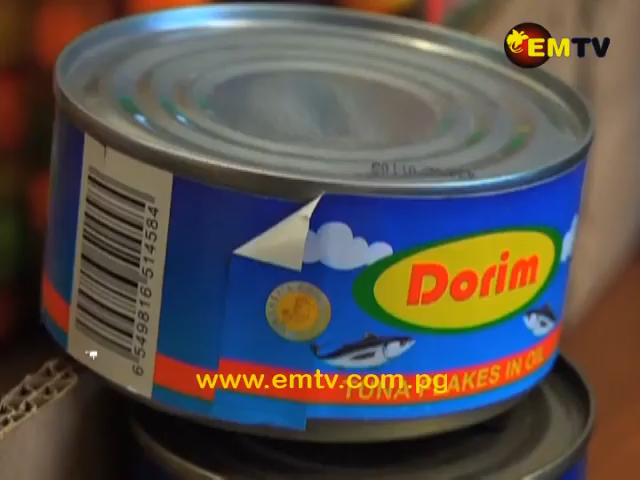 EMTV
Dorim
TUNA FLAKES IN OIL
www.emtv.com.pg
6 549816 514584